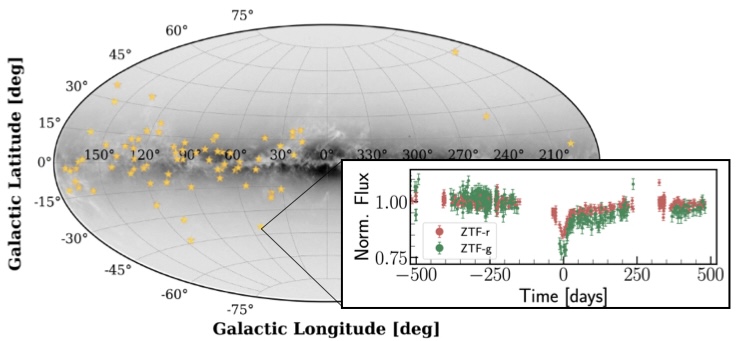 75°
60°
45°
30°
15°
0°
-15°
-30°
-45°
-60°
-75°
150° 120° 90° 60° 30° 0° 330° 300° 270° 240° 210°
Galactic Latitude [deg]
Galactic Longitude [deg]
Norm. Flux
1.00
0.75
ZTF-r
ZTF-g
−500 −250 0 250 500
Time [days]